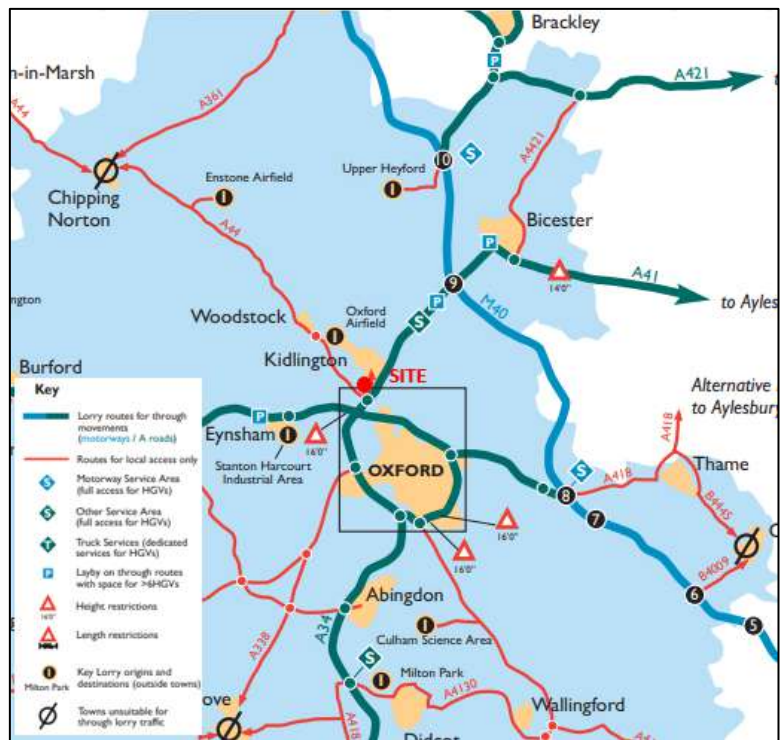 Brackley
n-in-Marsh
A44
A361
P
A421
A4421
10
S
Upper Heyford
Enstone Airfield
Chipping
Norton
A44
Bicester
P
14'0"
A41
to Ayles
9
P
S
M40
Woodstock
Oxford
Airfield
Kidlington
SITE
Burford
Alternative
to Aylesbury
A418
P
Eynsham
16'0"
Stanton Harcourt
Industrial Area
OXFORD
S
8
A418
Thame
B4445
7
16'0"
16'0"
B4009
6
5
Abingdon
A34
A338
Culham Science Area
S
Milton Park
A4130
Wallingford
ove
A418
Didcot
Key
Lorry routes for through
movements
(motorways / A roads)
Routes for local access only
S
Motorway Service Area
(full access for HGVs)
S
Other Service Area
(full access for HGVs)
T
Truck Services (dedicated
services for HGVs)
P
Layby on through routes
with space for >6HGVs
16'0"
Height restrictions
Length restrictions
Milton Park
Key Lorry origins and
destinations (outside towns)
Towns unsuitable for
through lorry traffic